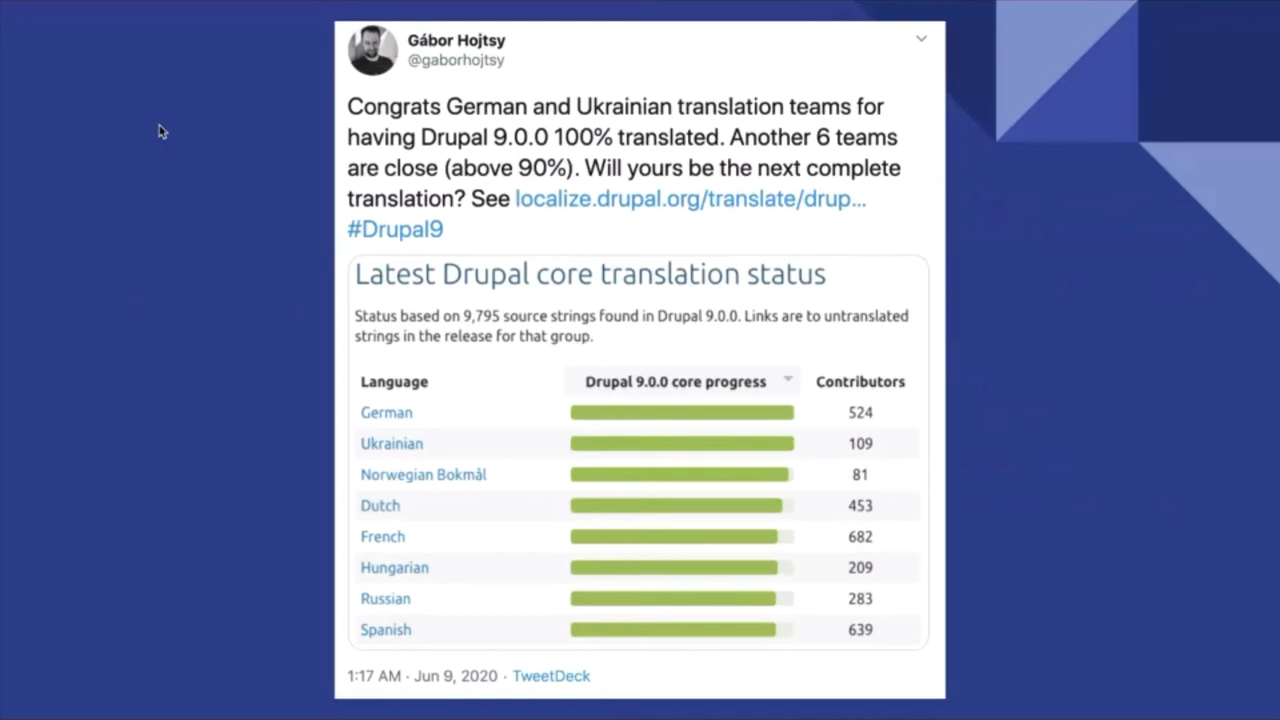 Gábor Hojtsy
@gaborhojtsy
Congrats German and Ukrainian translation teams for
having Drupal 9.0.0 100% translated. Another 6 teams
are close (above 90%). Will yours be the next complete
translation? See localize.drupal.org/translate/drup...
#Drupal9
Latest Drupal core translation status
Status based on 9,795 source strings found in Drupal 9.0.0. Links are to untranslated
strings in the release for that group.
Language Drupal 9.0.0 core progress Contributors
German 524
Ukrainian 109
Norwegian Bokmål 81
Dutch 453
French 682
Hungarian 209
Russian 283
Spanish 639
1:17 AM · Jun 9, 2020 · TweetDeck